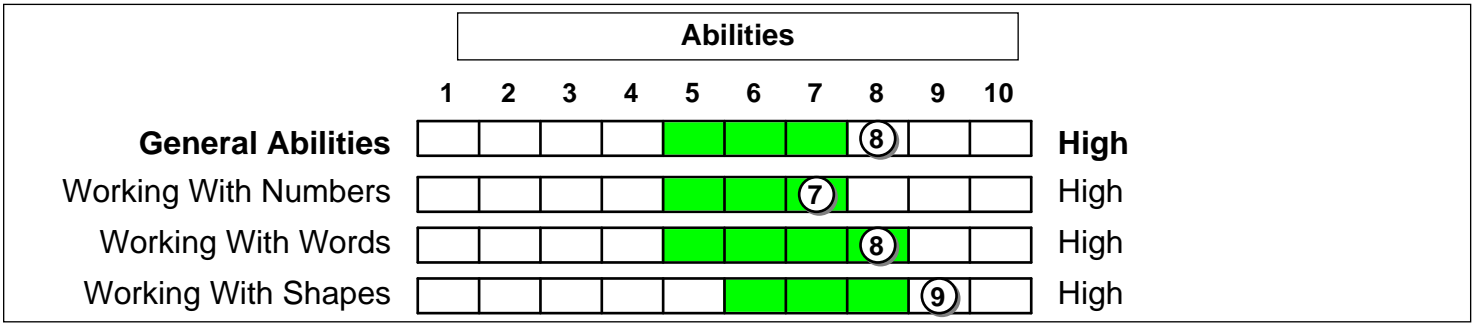 Abilities
1 2 3 4 5 6 7 8 9 10
General Abilities 8 High
Working With Numbers 7 High
Working With Words 8 High
Working With Shapes 9 High